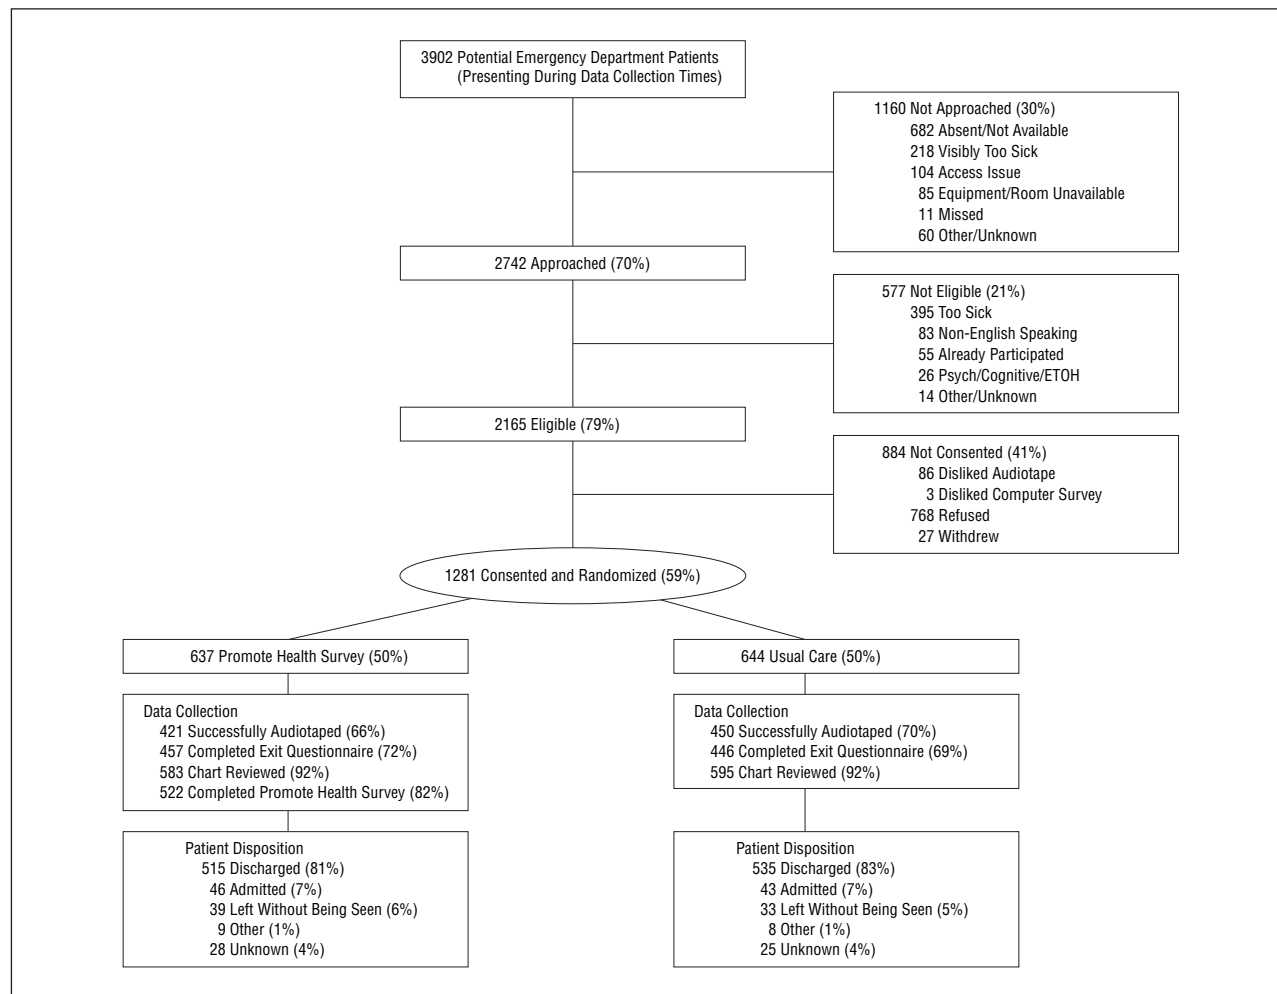 3902 Potential Emergency Department Patients
(Presenting During Data Collection Times)
1160 Not Approached (30%)
682 Absent/Not Available
218 Visibly Too Sick
104 Access Issue
85 Equipment/Room Unavailable
11 Missed
60 Other/Unknown
2742 Approached (70%)
577 Not Eligible (21%)
395 Too Sick
83 Non-English Speaking
55 Already Participated
26 Psych/Cognitive/ETOH
14 Other/Unknown
2165 Eligible (79%)
884 Not Consented (41%)
86 Disliked Audiotape
3 Disliked Computer Survey
768 Refused
27 Withdrew
1281 Consented and Randomized (59%)
637 Promote Health Survey (50%)
Data Collection
421 Successfully Audiotaped (66%)
457 Completed Exit Questionnaire (72%)
583 Chart Reviewed (92%)
522 Completed Promote Health Survey (82%)
Patient Disposition
515 Discharged (81%)
46 Admitted (7%)
39 Left Without Being Seen (6%)
9 Other (1%)
28 Unknown (4%)
644 Usual Care (50%)
Data Collection
450 Successfully Audiotaped (70%)
446 Completed Exit Questionnaire (69%)
595 Chart Reviewed (92%)
Patient Disposition
535 Discharged (83%)
43 Admitted (7%)
33 Left Without Being Seen (5%)
8 Other (1%)
25 Unknown (4%)